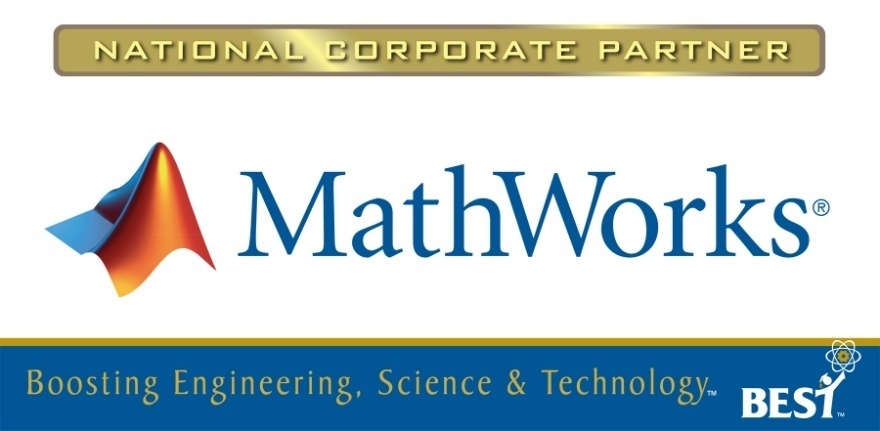 NATIONAL CORPORATE PARTNER
MathWorks®
Boosting Engineering, Science & Technology™
BEST™